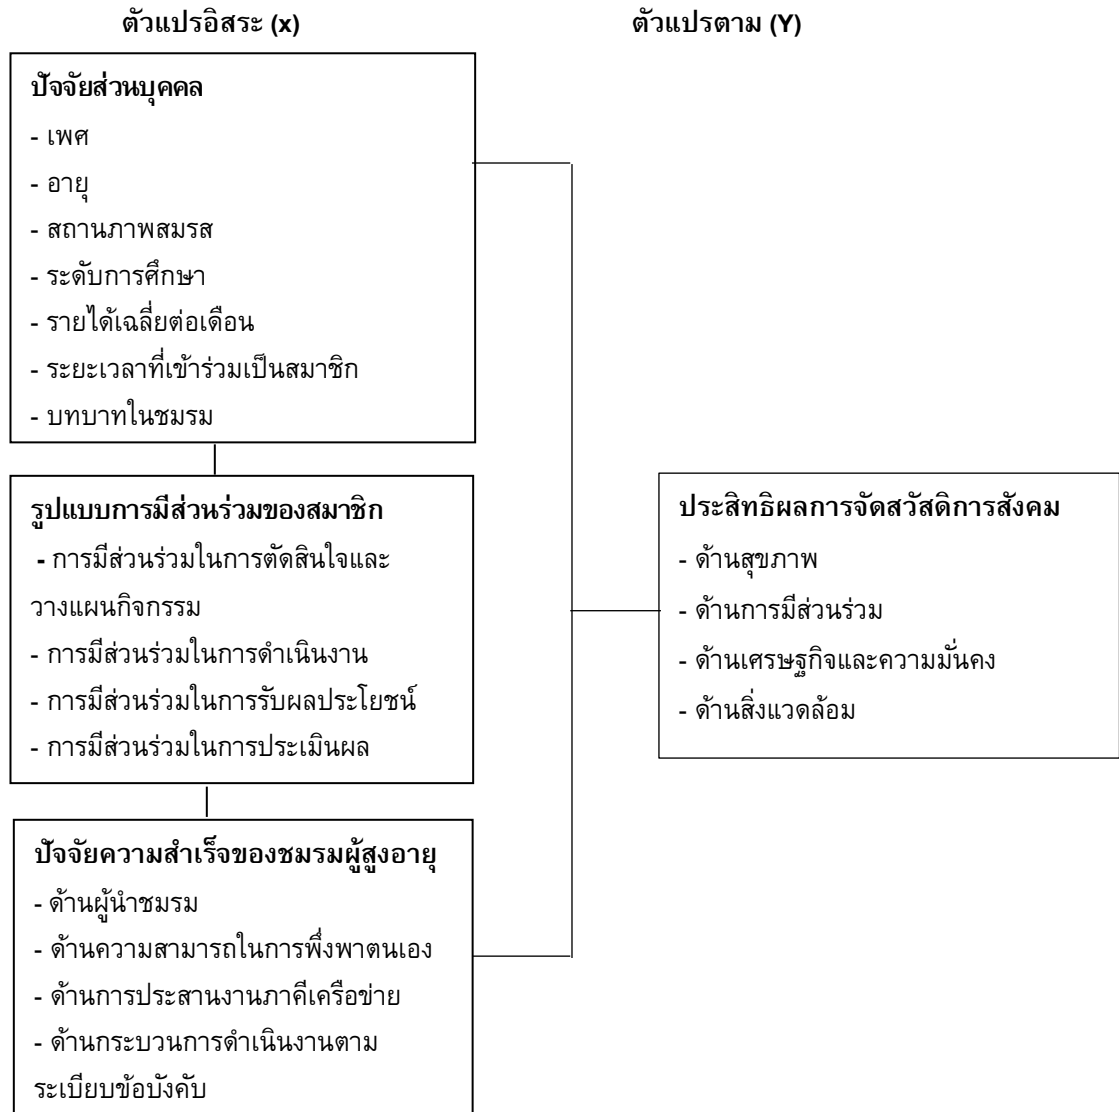 ตัวแปรอิสระ (x)
ตัวแปรตาม (Y)
ปัจจัยส่วนบุคคล
- เพศ
- อายุ
- สถานภาพสมรส
- ระดับการศึกษา
- รายได้เฉลี่ยต่อเดือน
- ระยะเวลาที่เข้าร่วมเป็นสมาชิก
- บทบาทในชมรม
รูปแบบการมีส่วนร่วมของสมาชิก
- การมีส่วนร่วมในการตัดสินใจและ
วางแผนกิจกรรม
- การมีส่วนร่วมในการดำเนินงาน
- การมีส่วนร่วมในการรับผลประโยชน์
- การมีส่วนร่วมในการประเมินผล
ปัจจัยความสำเร็จของชมรมผู้สูงอายุ
- ด้านผู้นำชมรม
- ด้านความสามารถในการพึ่งพาตนเอง
- ด้านการประสานงานภาคีเครือข่าย
- ด้านกระบวนการดำเนินงานตาม
ระเบียบข้อบังคับ
ประสิทธิผลการจัดสวัสดิการสังคม
- ด้านสุขภาพ
- ด้านการมีส่วนร่วม
- ด้านเศรษฐกิจและความมั่นคง
- ด้านสิ่งแวดล้อม